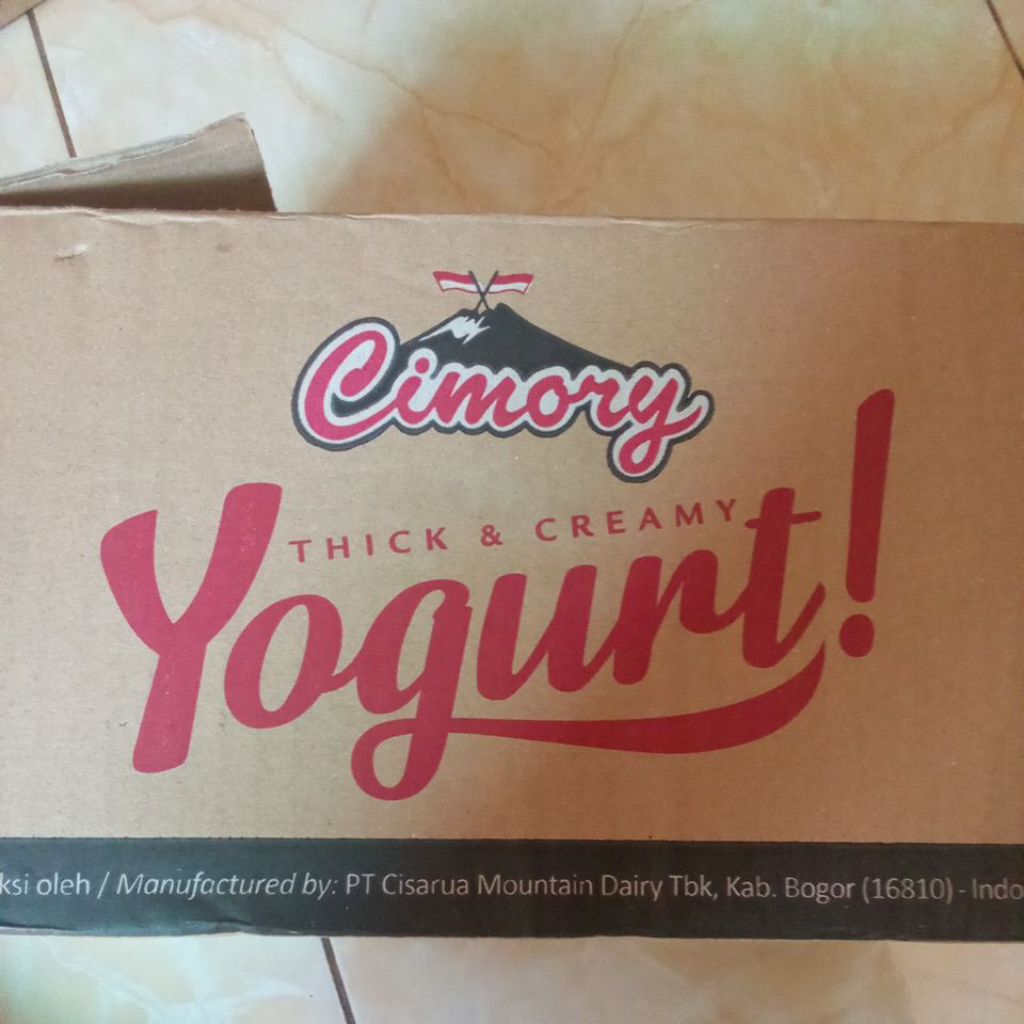 Cimory
THICK & CREAMY
Yogurt!
ksi oleh / Manufactured by: PT Cisarua Mountain Dairy Tbk, Kab. Bogor (16810) - Indo